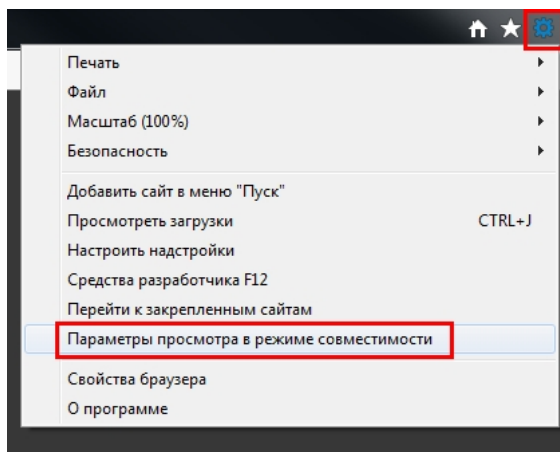 Печать
Файл
Масштаб (100%)
Безопасность
Добавить сайт в меню "Пуск"
Просмотреть загрузки CTRL+J
Настроить надстройки
Средства разработчика F12
Перейти к закрепленным сайтам
Параметры просмотра в режиме совместимости
Свойства браузера
О программе